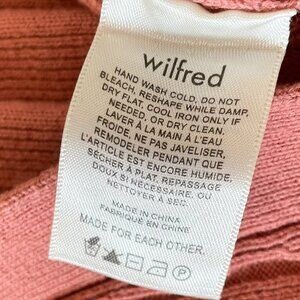 wilfred
HAND WASH COLD. DO NOT
BLEACH, RESHAPE WHILE DAMP.
DRY FLAT. COOL IRON ONLY IF
NEEDED, OR DRY CLEAN.
LAVER À LA MAIN À L'EAU
FROIDE. NE PAS JAVELISER,
REMODELER PENDANT QUE
L'ARTICLE EST ENCORE HUMIDE.
SÉCHER À PLAT. REPASSAGE
DOUX SI NÉCESSAIRE. OU
NETTOYER À SEC.
MADE IN CHINA
FABRIQUÉ EN CHINE
MADE FOR EACH OTHER.
P